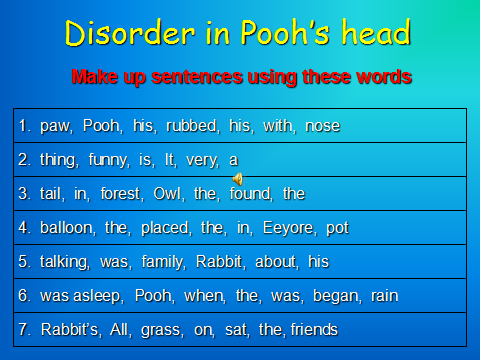 Disorder in Pooh's head
Make up sentences using these words
1. paw, Pooh, his, rubbed, his, with, nose
2. thing, funny, is, It, very, a
3. tail, in, forest, Owl, the, found, the
4. balloon, the, placed, the, in, Eeyore, pot
5. talking, was, family, Rabbit, about, his
6. was asleep, Pooh, when, the, was, began, rain
7. Rabbit's, All, grass, on, sat, the, friends